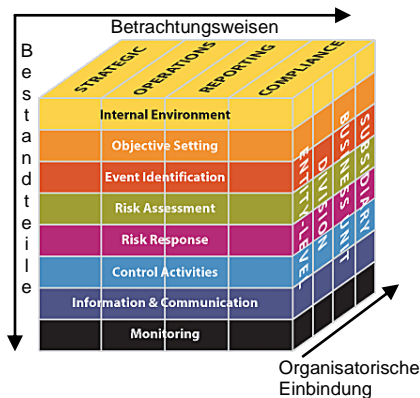 Betrachtungsweisen
Bestandteile
STRATEGIC
OPERATIONS
REPORTING
COMPLIANCE
Internal Environment
Objective Setting
Event Identification
Risk Assessment
Risk Response
Control Activities
Information & Communication
Monitoring
ENTITY-LEVEL
DIVISION
BUSINESS UNIT
SUBSIDIARY
Organisatorische
Einbindung